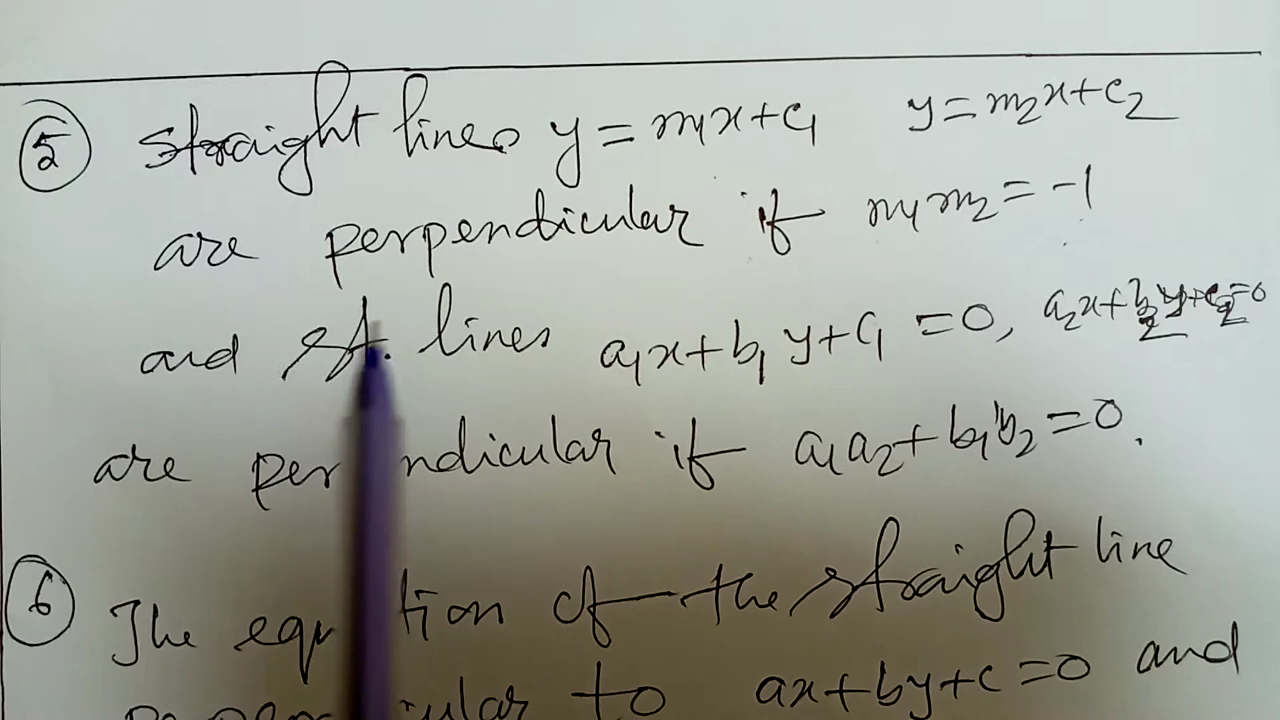 ⑤ straight lines y = m₁x + c₁ y = m₂x + c₂
are perpendicular if m₁m₂ = -1
and st. lines a₁x + b₁y + c₁ = 0, a₂x + b₂y + c₂ = 0
are per ndicular if a₁a₂ + b₁b₂ = 0.
⑥ The equ tion of the straight line
to ax + by + c = 0 and